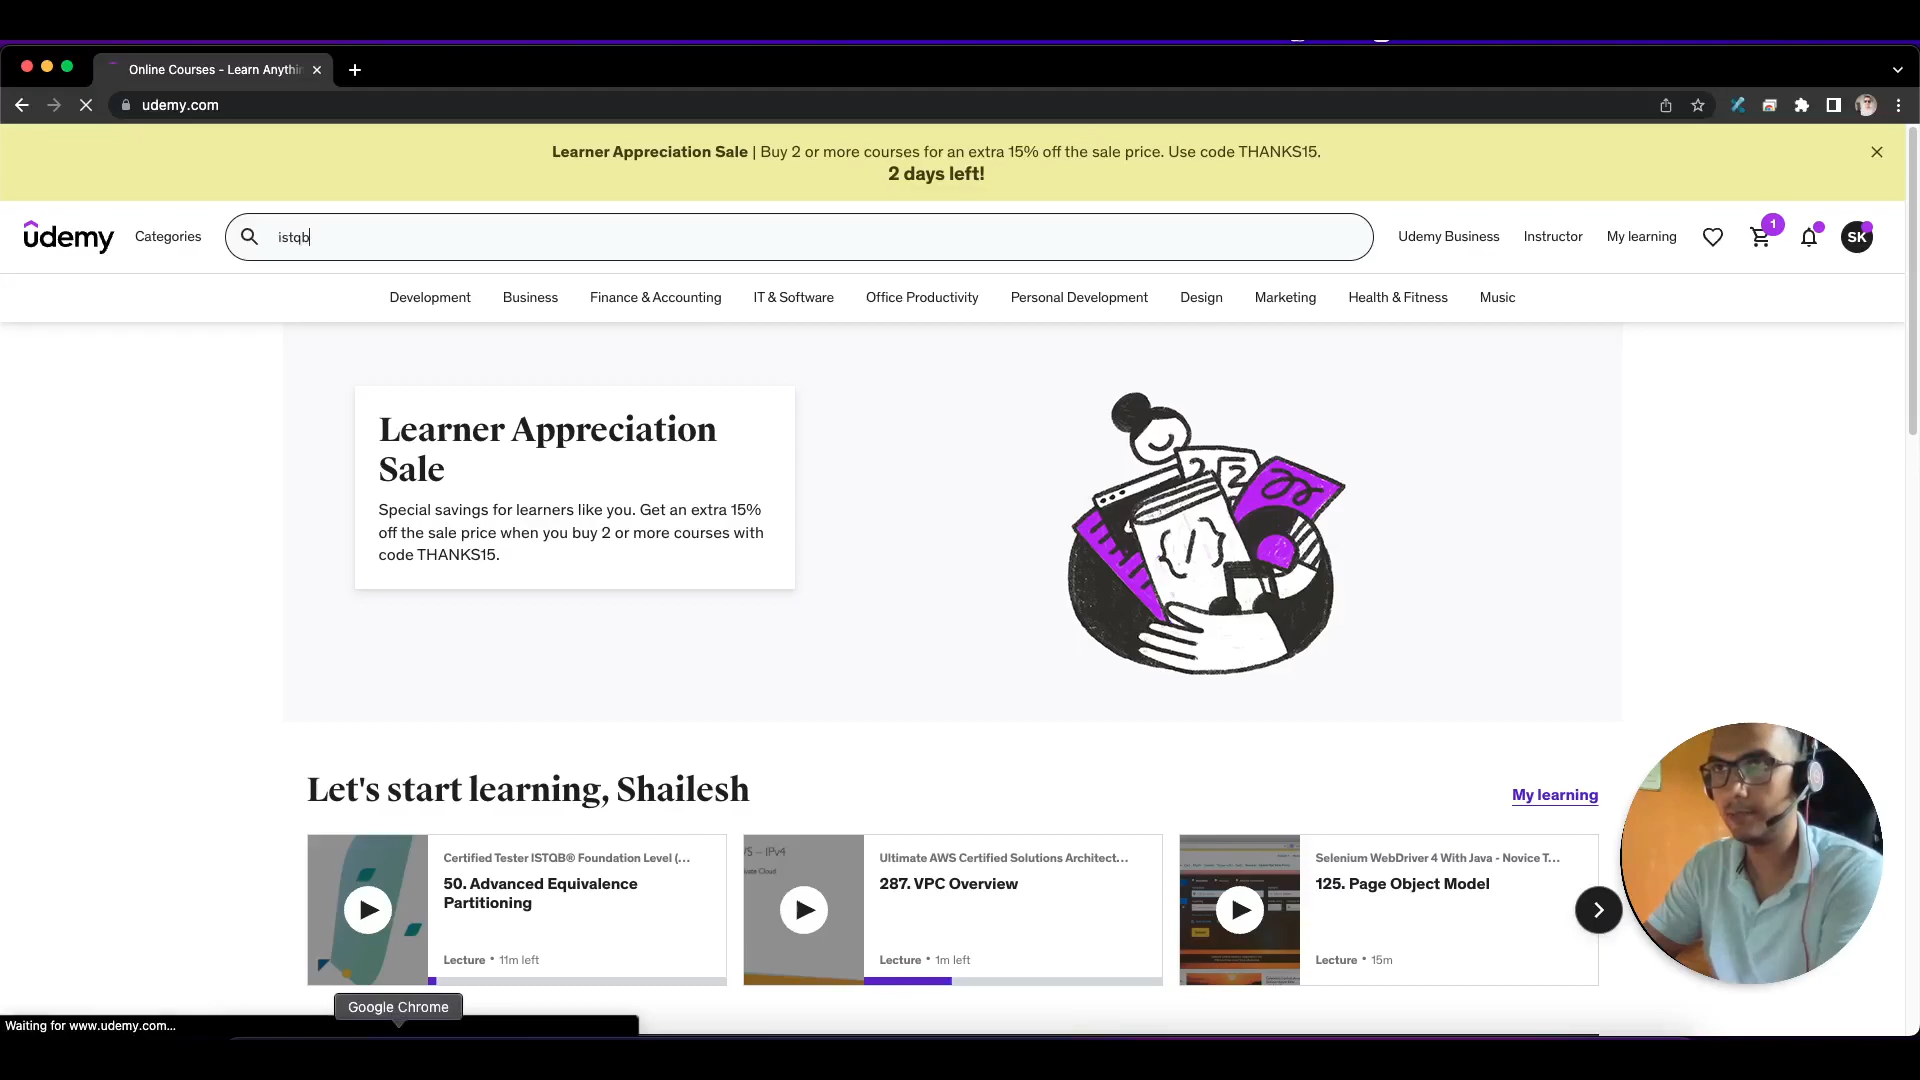 Online Courses - Learn Anythin
udemy.com
Learner Appreciation Sale | Buy 2 or more courses for an extra 15% off the sale price. Use code THANKS15.
2 days left!
udemy
Categories
istqb
Udemy Business
Instructor
My learning
1
SK
Development
Business
Finance & Accounting
IT & Software
Office Productivity
Personal Development
Design
Marketing
Health & Fitness
Music
Learner Appreciation
Sale
Special savings for learners like you. Get an extra 15%
off the sale price when you buy 2 or more courses with
code THANKS15.
Let's start learning, Shailesh
My learning
Certified Tester ISTQB® Foundation Level (...
50. Advanced Equivalence
Partitioning
Lecture • 11m left
Ultimate AWS Certified Solutions Architect...
287. VPC Overview
Lecture • 1m left
Selenium WebDriver 4 With Java - Novice T...
125. Page Object Model
Lecture • 15m
Google Chrome
Waiting for www.udemy.com...